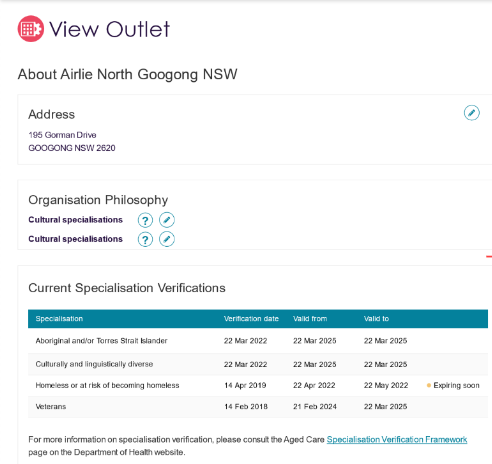 View Outlet
About Airlie North Googong NSW
Address
195 Gorman Drive
GOOGONG NSW 2620
Organisation Philosophy
Cultural specialisations ?
Cultural specialisations ?
Current Specialisation Verifications
Specialisation Verification date Valid from Valid to
Aboriginal and/or Torres Strait Islander 22 Mar 2022 22 Mar 2025 22 Mar 2025
Culturally and linguistically diverse 22 Mar 2022 22 Mar 2025 22 Mar 2025
Homeless or at risk of becoming homeless 14 Apr 2019 22 Apr 2022 22 May 2022 Expiring soon
Veterans 14 Feb 2018 21 Feb 2024 22 Mar 2025
For more information on specialisation verification, please consult the Aged Care Specialisation Verification Framework
page on the Department of Health website.